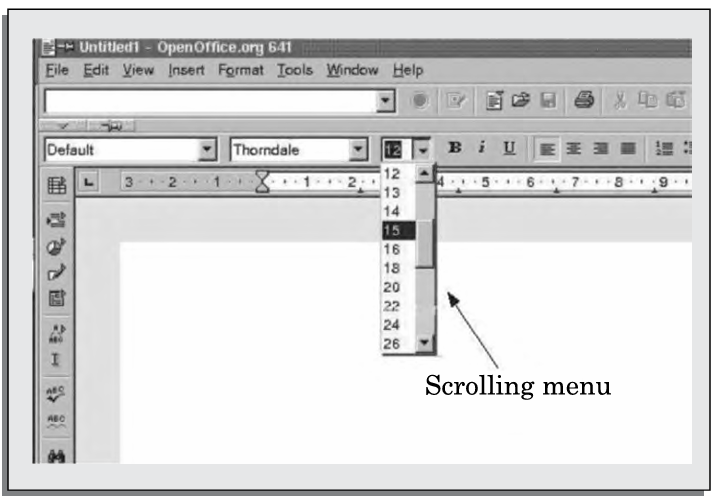 Untitled1 - OpenOffice.org 641
File Edit View Insert Format Tools Window Help
Default Thorndale 12 B i U
3 2 1 1 2 4 5 6 7 8 9
12
13
14
15
16
18
20
22
24
26
ABC
ABC
Scrolling menu